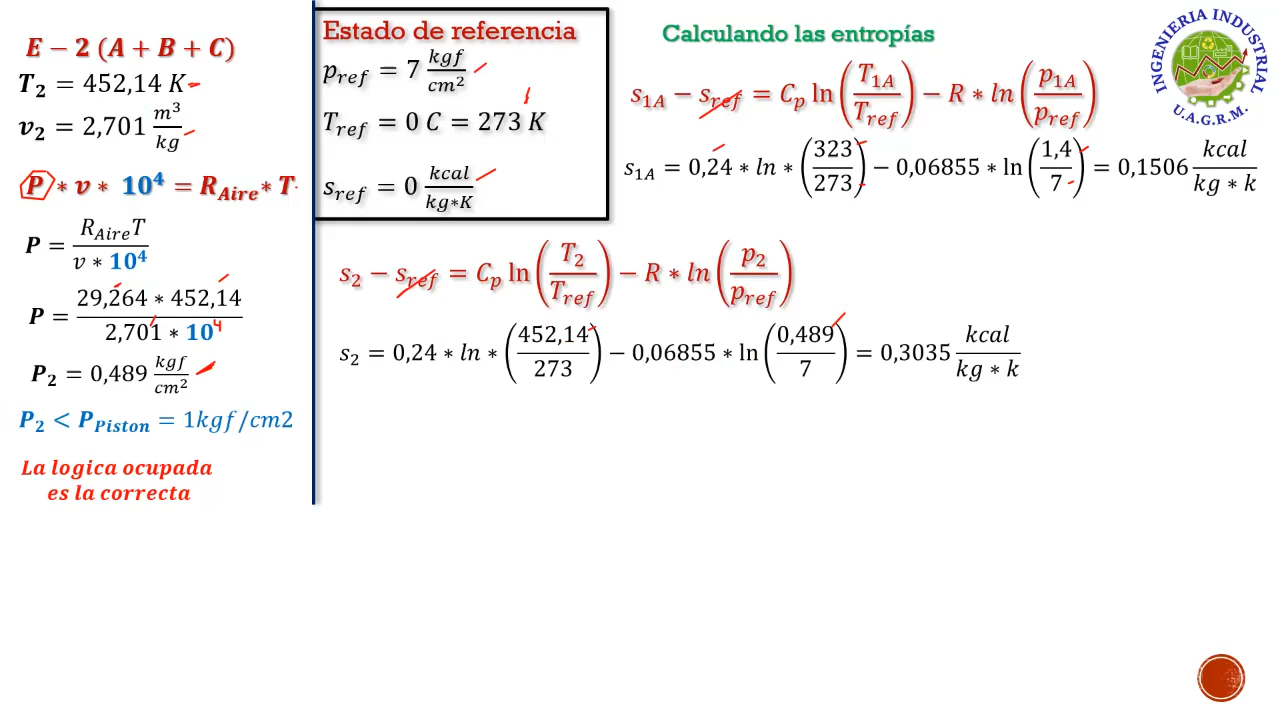 E − 2 (A + B + C)
T₂ = 452,14 K
v₂ = 2,701 m³/kg
P ∗ v ∗ 10⁴ = R_Aire ∗ T
P = R_Aire T / v ∗ 10⁴
P = 29,264 ∗ 452,14 / 2,701 ∗ 10⁴
P₂ = 0,489 kgf/cm²
P₂ < P_Piston = 1kgf/cm2
La logica ocupada
es la correcta
Estado de referencia
p_ref = 7 kgf/cm²
T_ref = 0 C = 273 K
s_ref = 0 kcal/kg∗K
Calculando las entropías
s_1A − s_ref = C_p ln (T_1A / T_ref) − R ∗ ln (p_1A / p_ref)
s_1A = 0,24 ∗ ln ∗ (323 / 273) − 0,06855 ∗ ln (1,4 / 7) = 0,1506 kcal / kg ∗ k
s₂ − s_ref = C_p ln (T₂ / T_ref) − R ∗ ln (p₂ / p_ref)
s₂ = 0,24 ∗ ln ∗ (452,14 / 273) − 0,06855 ∗ ln (0,489 / 7) = 0,3035 kcal / kg ∗ k
INGENIERIA INDUSTRIAL
U.A.G.R.M.